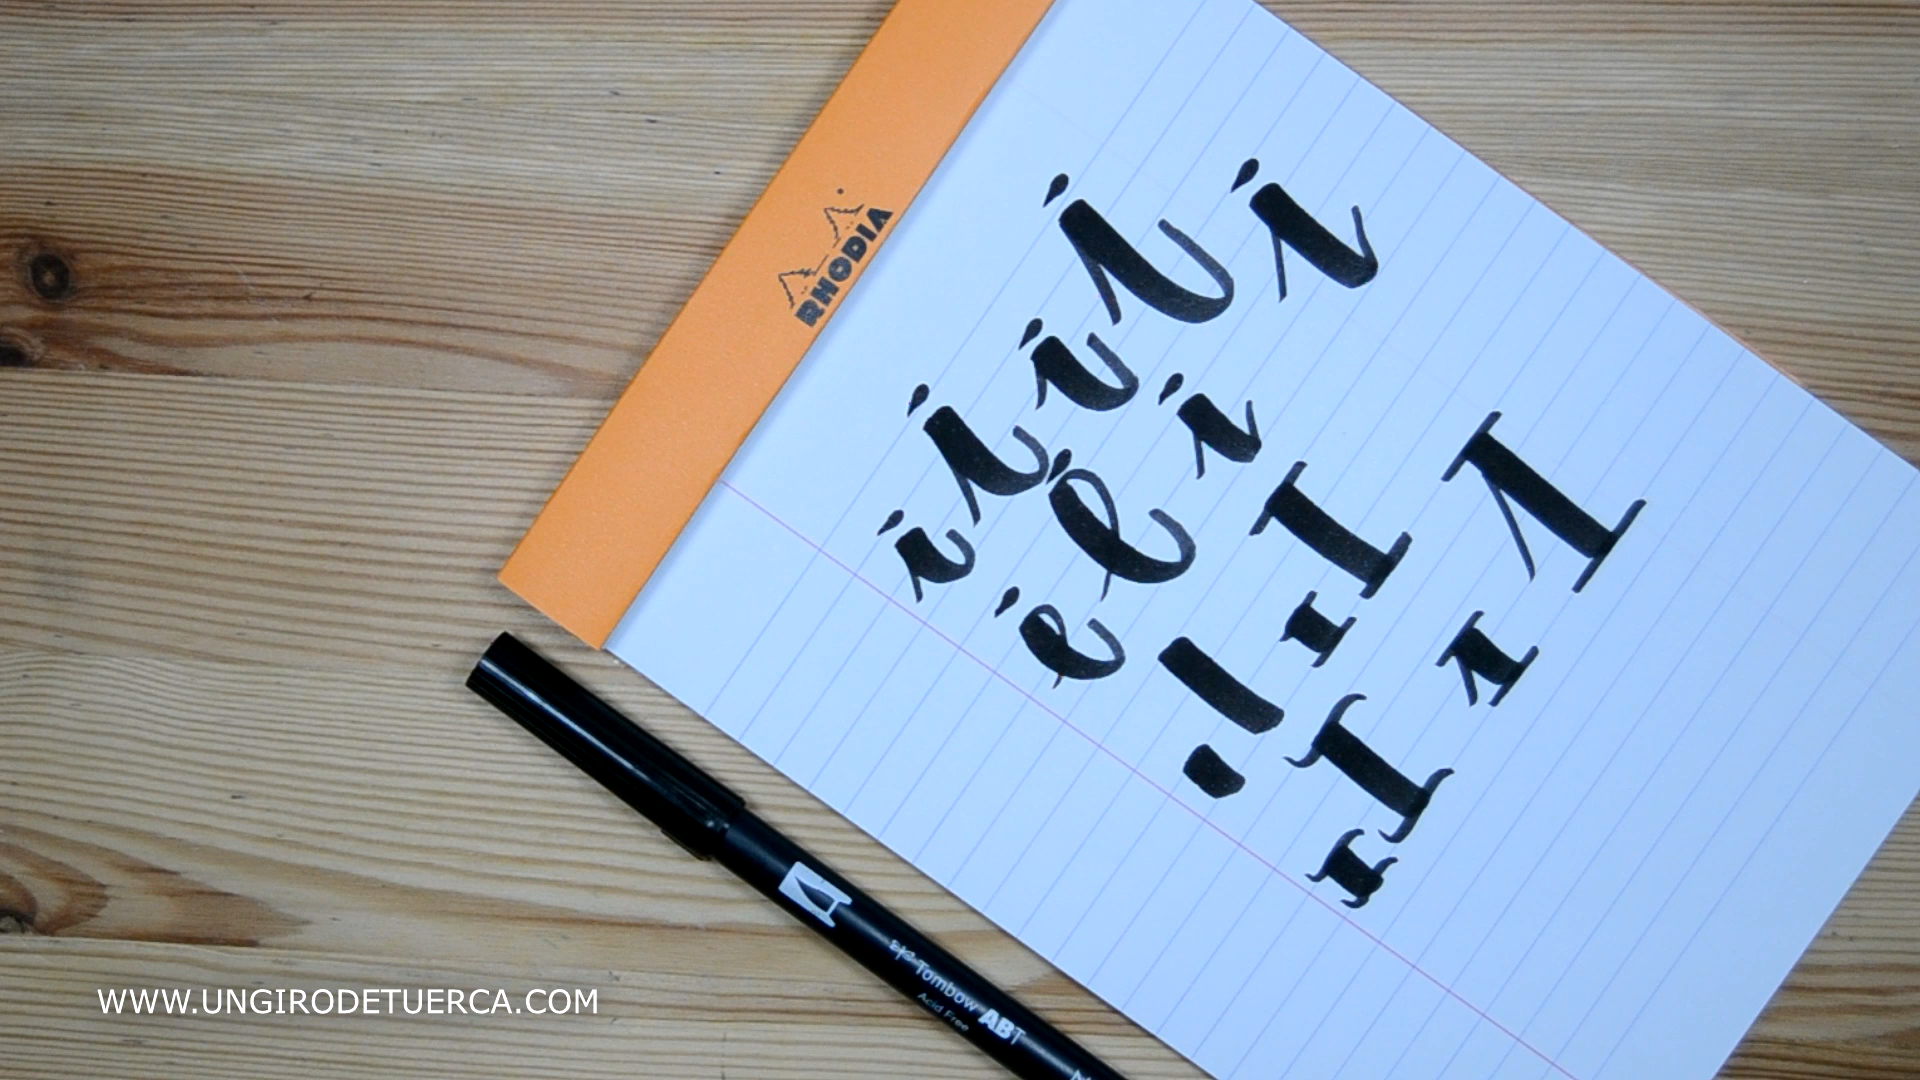 RHODIA
i i
i i
i i
i i
i I I
! I I
I
I
Tombow ABT
Acid Free
WWW.UNGIRODETUERCA.COM